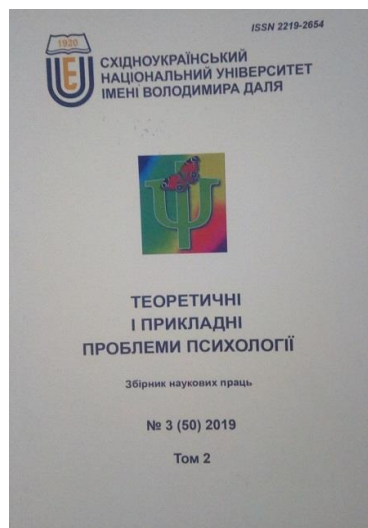 ISSN 2219-2654
1920
СХІДНОУКРАЇНСЬКИЙ
НАЦІОНАЛЬНИЙ УНІВЕРСИТЕТ
ІМЕНІ ВОЛОДИМИРА ДАЛЯ
ТЕОРЕТИЧНІ
І ПРИКЛАДНІ
ПРОБЛЕМИ ПСИХОЛОГІЇ
Збірник наукових праць
№ 3 (50) 2019
Том 2